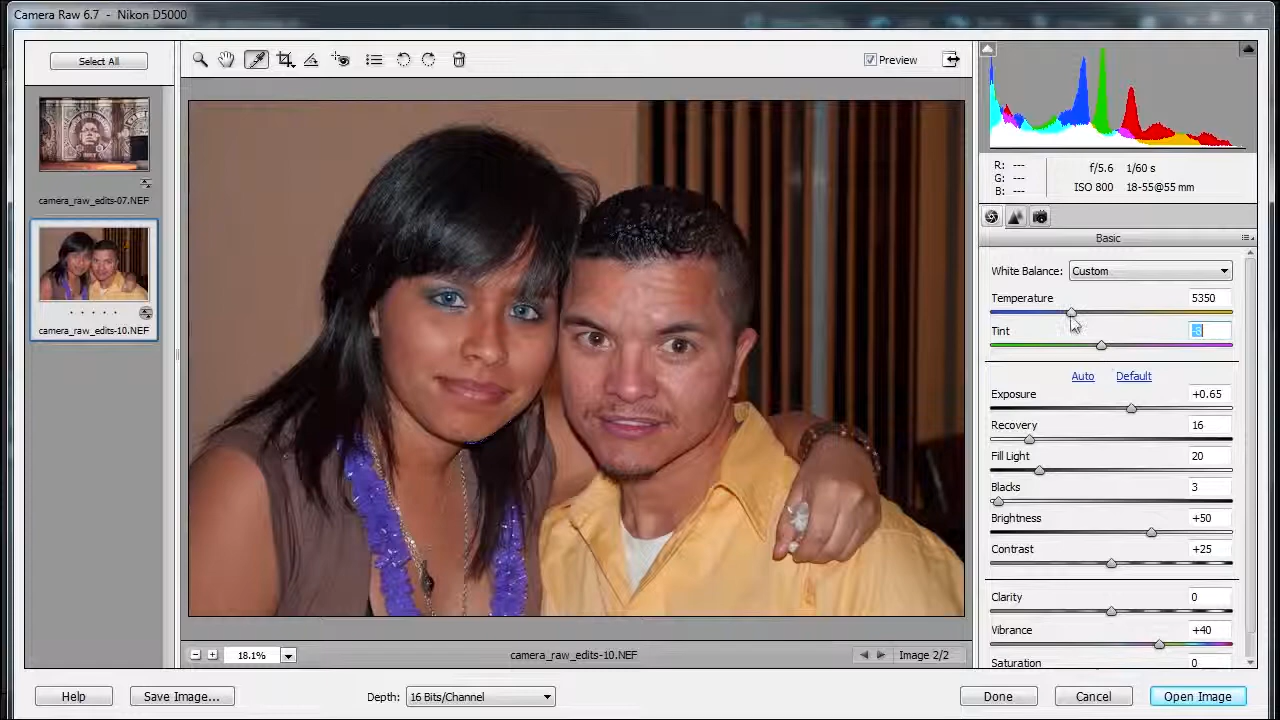 Camera Raw 6.7 - Nikon D5000
Select All
Preview
camera_raw_edits-07.NEF
camera_raw_edits-10.NEF
R: ---
G: ---
B: ---
f/5.6 1/60 s
ISO 800 18-55@55 mm
Basic
White Balance: Custom
Temperature 5350
Tint -8
Auto Default
Exposure +0.65
Recovery 16
Fill Light 20
Blacks 3
Brightness +50
Contrast +25
Clarity 0
Vibrance +40
Saturation 0
18.1% camera_raw_edits-10.NEF Image 2/2
Help Save Image... Depth: 16 Bits/Channel Done Cancel Open Image